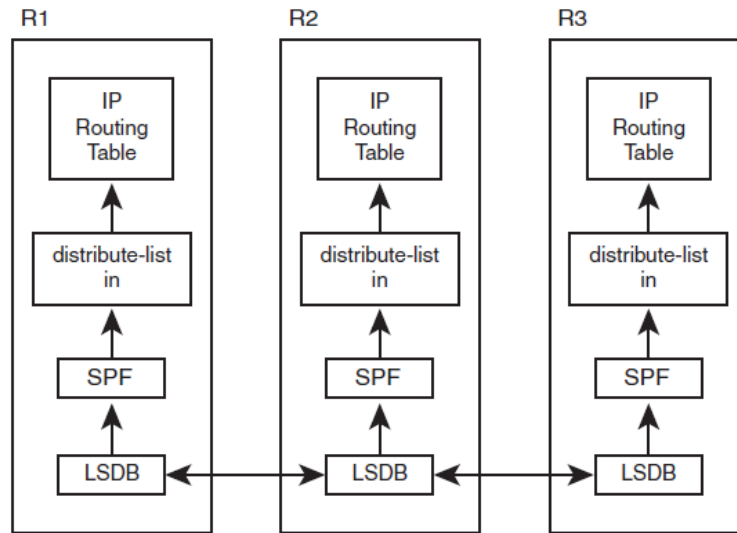 R1
R2
R3
IP
Routing
Table
IP
Routing
Table
IP
Routing
Table
distribute-list
in
distribute-list
in
distribute-list
in
SPF
SPF
SPF
LSDB
LSDB
LSDB